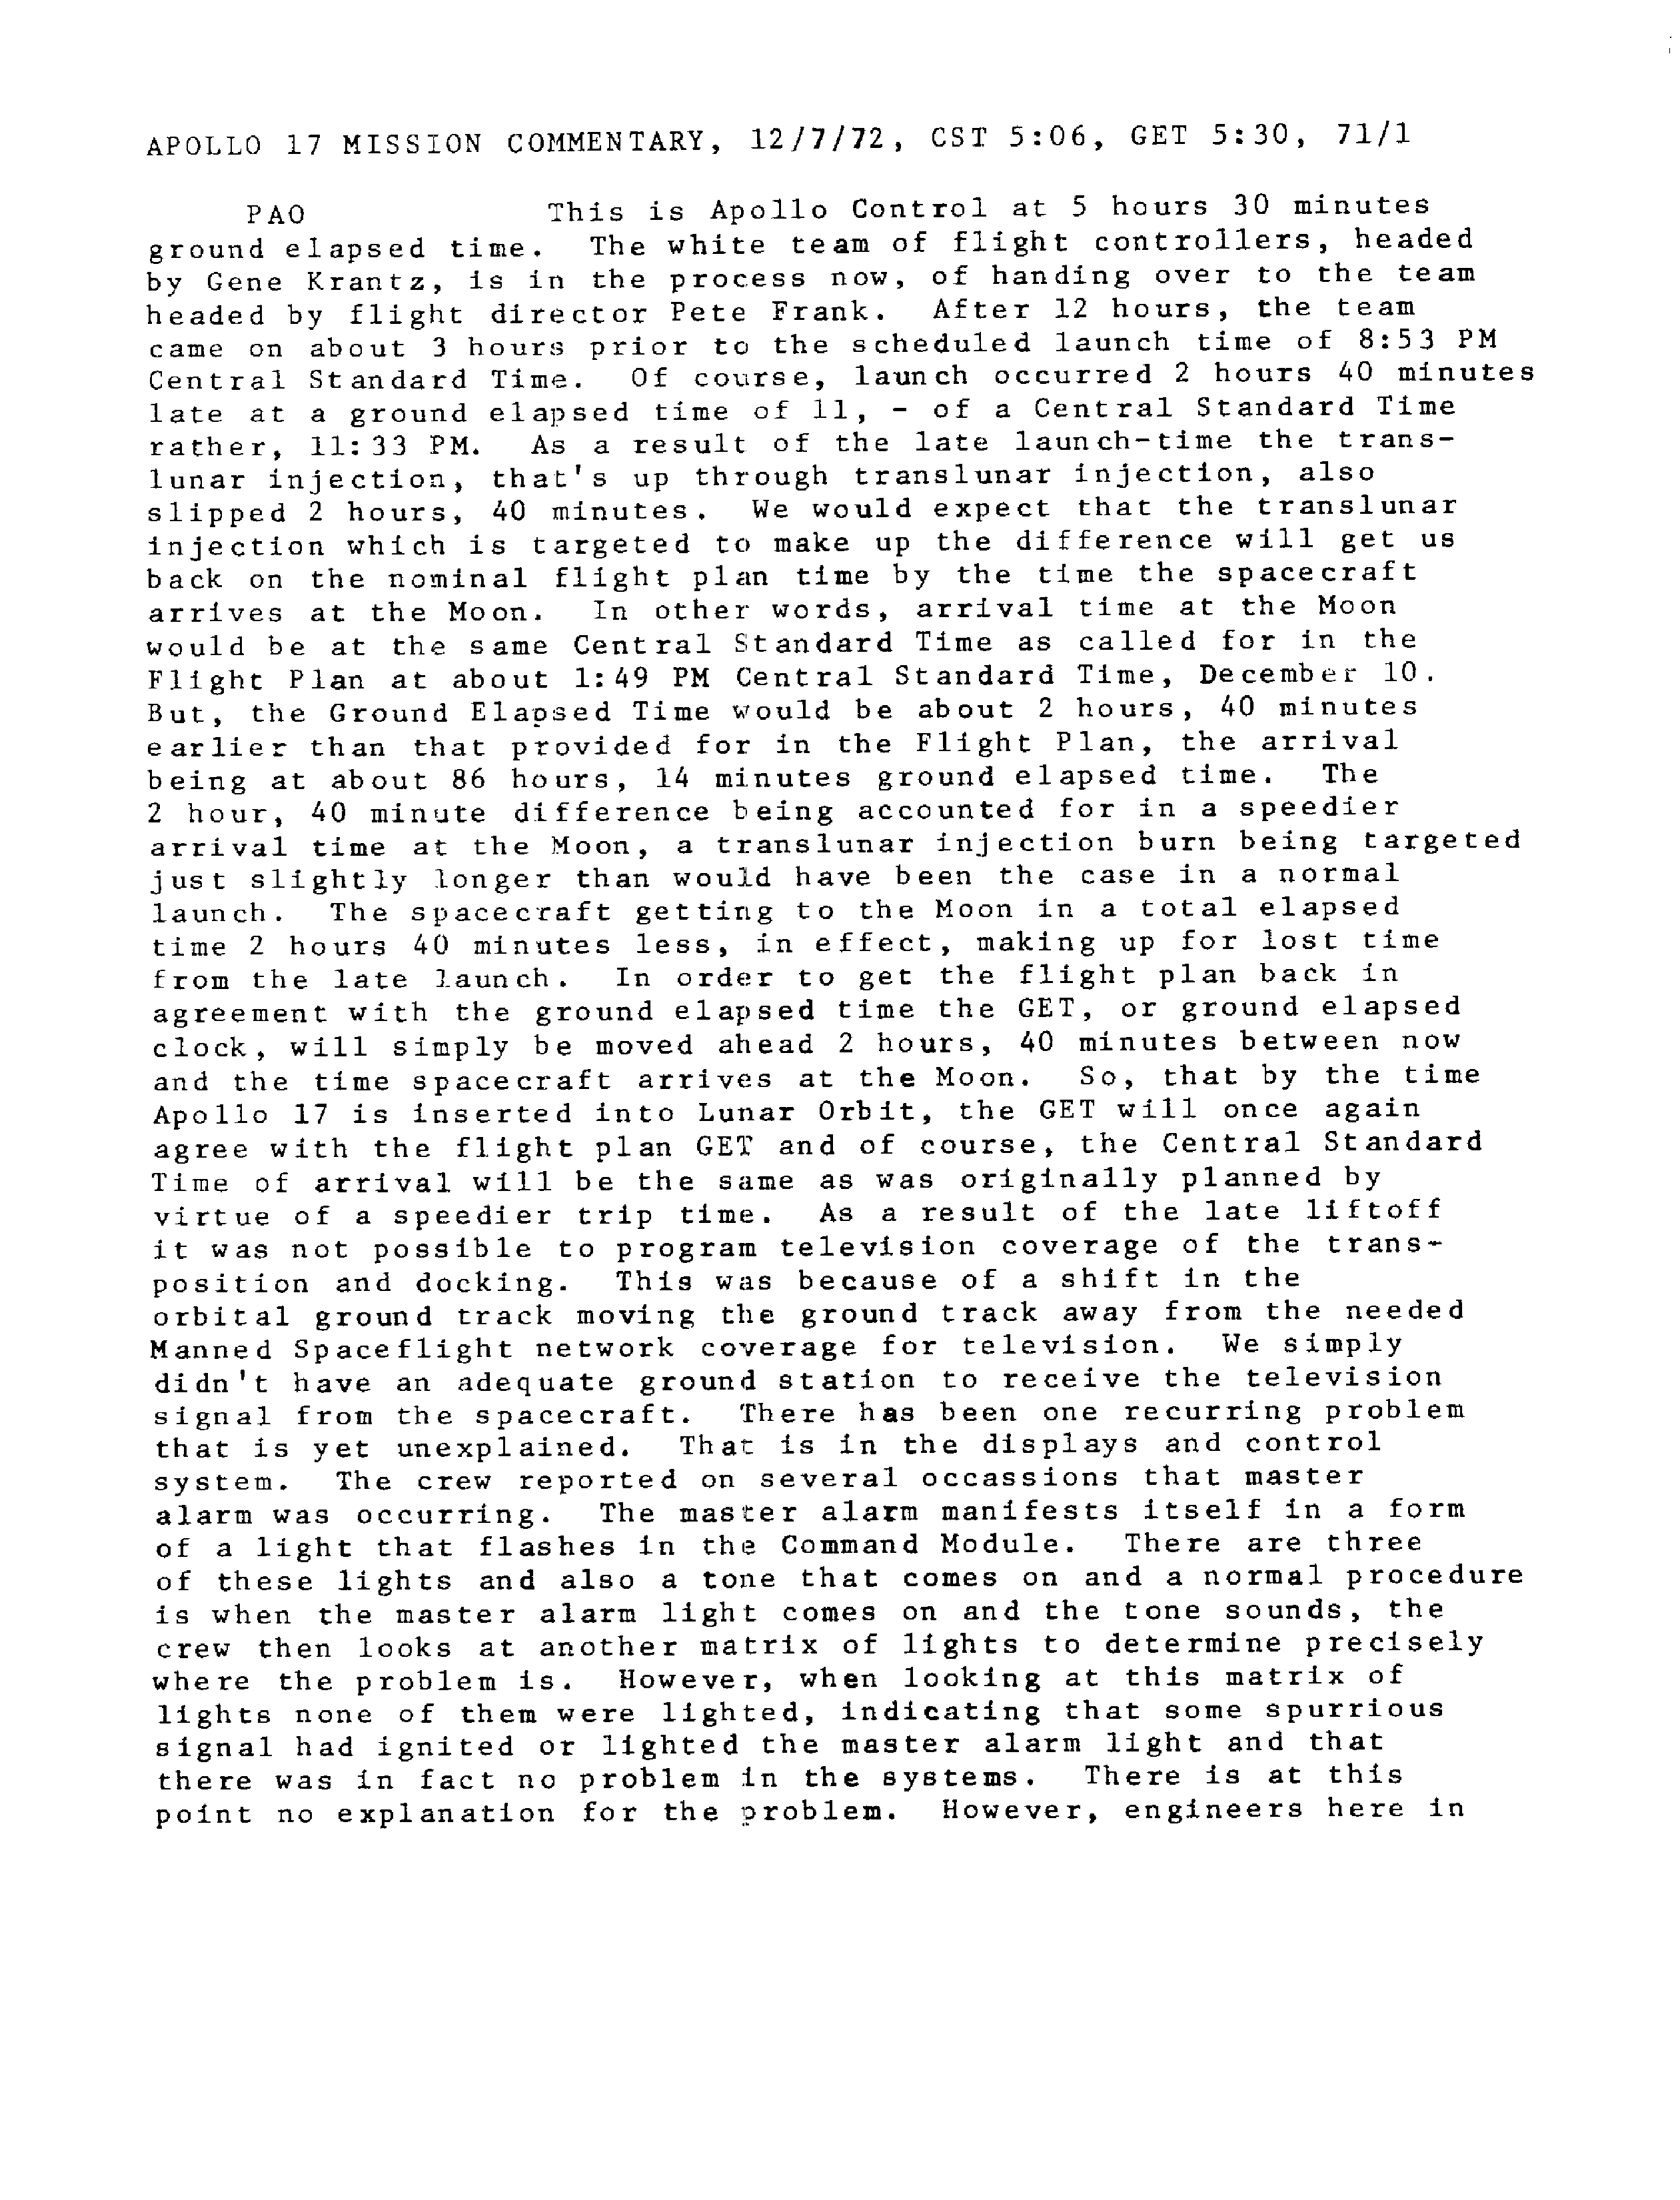 APOLLO 17 MISSION COMMENTARY, 12/7/72, CST 5:06, GET 5:30, 71/1
PAO This is Apollo Control at 5 hours 30 minutes
ground elapsed time. The white team of flight controllers, headed
by Gene Krantz, is in the process now, of handing over to the team
headed by flight director Pete Frank. After 12 hours, the team
came on about 3 hours prior to the scheduled launch time of 8:53 PM
Central Standard Time. Of course, launch occurred 2 hours 40 minutes
late at a ground elapsed time of 11, - of a Central Standard Time
rather, 11:33 PM. As a result of the late launch-time the trans-
lunar injection, that's up through translunar injection, also
slipped 2 hours, 40 minutes. We would expect that the translunar
injection which is targeted to make up the difference will get us
back on the nominal flight plan time by the time the spacecraft
arrives at the Moon. In other words, arrival time at the Moon
would be at the same Central Standard Time as called for in the
Flight Plan at about 1:49 PM Central Standard Time, December 10.
But, the Ground Elapsed Time would be about 2 hours, 40 minutes
earlier than that provided for in the Flight Plan, the arrival
being at about 86 hours, 14 minutes ground elapsed time. The
2 hour, 40 minute difference being accounted for in a speedier
arrival time at the Moon, a translunar injection burn being targeted
just slightly longer than would have been the case in a normal
launch. The spacecraft getting to the Moon in a total elapsed
time 2 hours 40 minutes less, in effect, making up for lost time
from the late launch. In order to get the flight plan back in
agreement with the ground elapsed time the GET, or ground elapsed
clock, will simply be moved ahead 2 hours, 40 minutes between now
and the time spacecraft arrives at the Moon. So, that by the time
Apollo 17 is inserted into Lunar Orbit, the GET will once again
agree with the flight plan GET and of course, the Central Standard
Time of arrival will be the same as was originally planned by
virtue of a speedier trip time. As a result of the late liftoff
it was not possible to program television coverage of the trans-
position and docking. This was because of a shift in the
orbital ground track moving the ground track away from the needed
Manned Spaceflight network coverage for television. We simply
didn't have an adequate ground station to receive the television
signal from the spacecraft. There has been one recurring problem
that is yet unexplained. That is in the displays and control
system. The crew reported on several occassions that master
alarm was occurring. The master alarm manifests itself in a form
of a light that flashes in the Command Module. There are three
of these lights and also a tone that comes on and a normal procedure
is when the master alarm light comes on and the tone sounds, the
crew then looks at another matrix of lights to determine precisely
where the problem is. However, when looking at this matrix of
lights none of them were lighted, indicating that some spurrious
signal had ignited or lighted the master alarm light and that
there was in fact no problem in the systems. There is at this
point no explanation for the problem. However, engineers here in